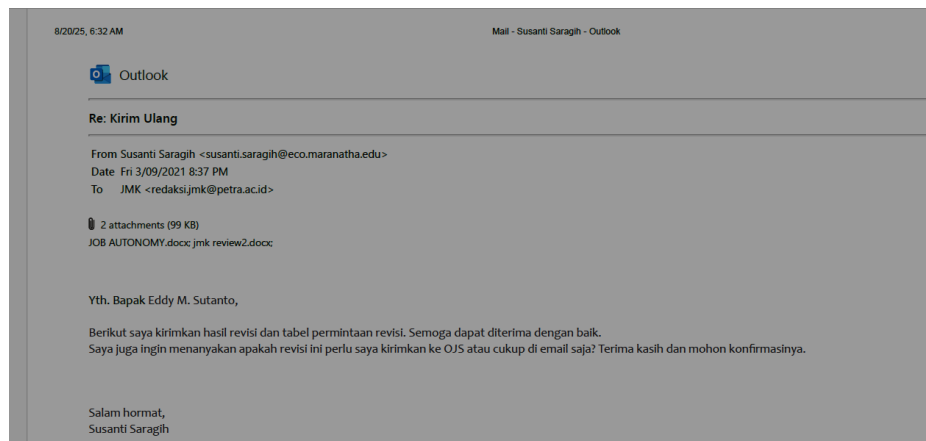 8/20/25, 6:32 AM
Mail - Susanti Saragih - Outlook
Outlook
Re: Kirim Ulang
From Susanti Saragih <susanti.saragih@eco.maranatha.edu>
Date Fri 3/09/2021 8:37 PM
To JMK <redaksi.jmk@petra.ac.id>
2 attachments (99 KB)
JOB AUTONOMY.docx; jmk review2.docx;
Yth. Bapak Eddy M. Sutanto,
Berikut saya kirimkan hasil revisi dan tabel permintaan revisi. Semoga dapat diterima dengan baik.
Saya juga ingin menanyakan apakah revisi ini perlu saya kirimkan ke OJS atau cukup di email saja? Terima kasih dan mohon konfirmasinya.
Salam hormat,
Susanti Saragih